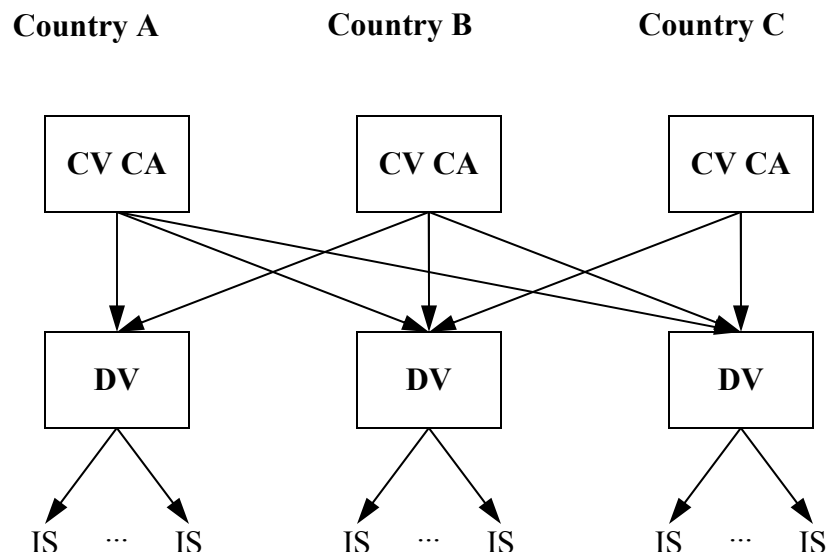 Country A Country B Country C
CV CA CV CA CV CA
DV DV DV
IS ... IS IS ... IS IS ... IS